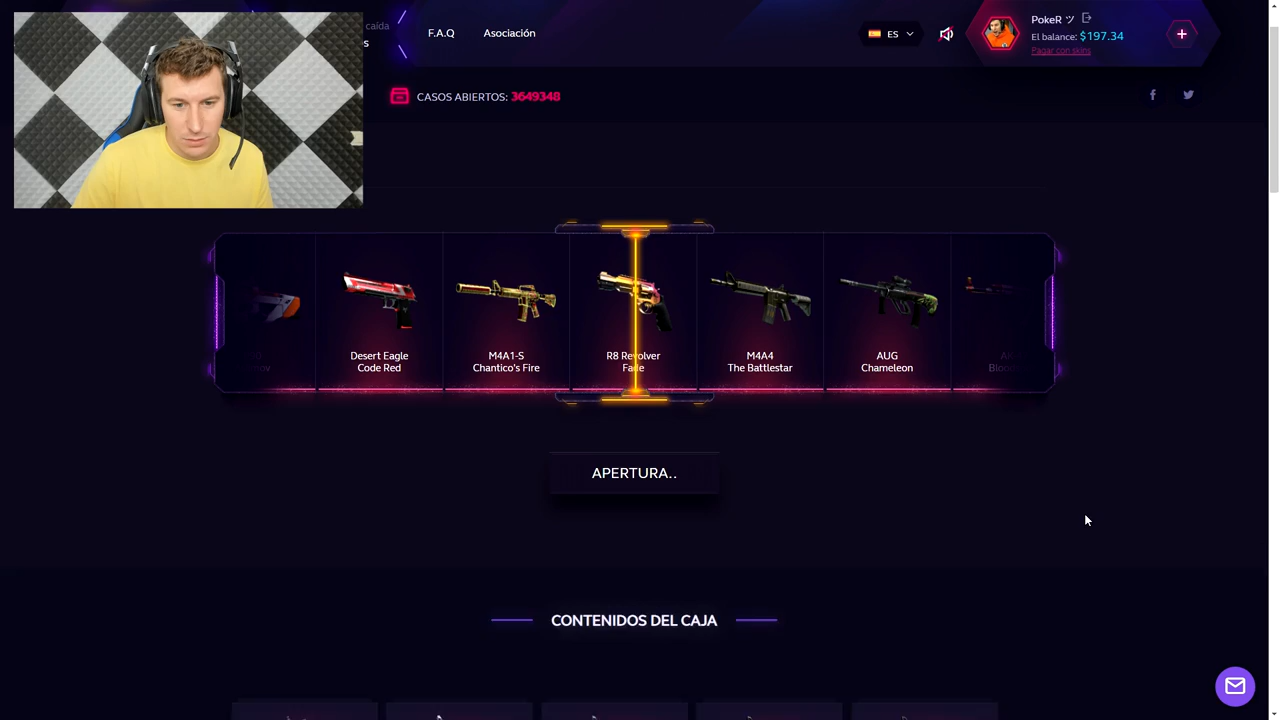 caída
s
F.A.Q
Asociación
ES
PokeR ツ
El balance: $197.34
Pagar con skins
CASOS ABIERTOS: 3649348
Desert Eagle
Code Red
M4A1-S
Chantico's Fire
R8 Revolver
Fade
M4A4
The Battlestar
AUG
Chameleon
APERTURA..
CONTENIDOS DEL CAJA